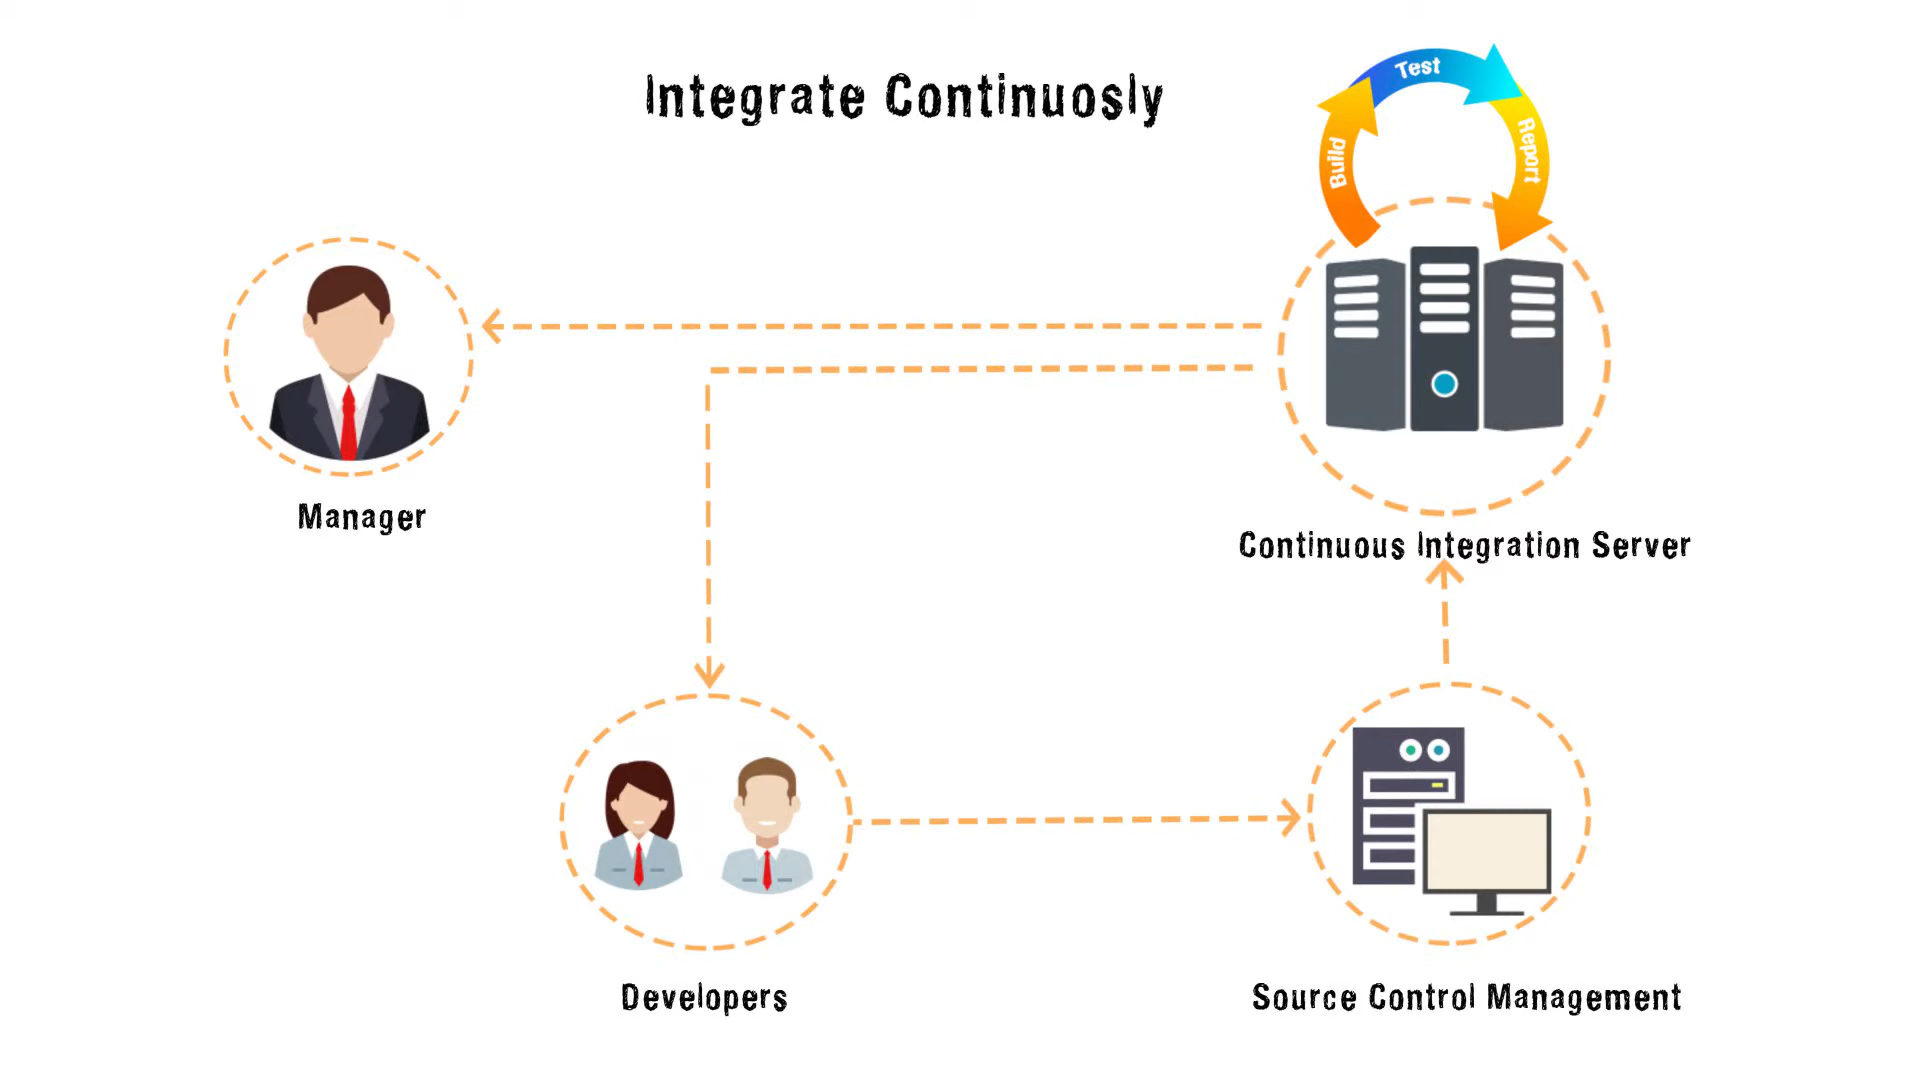 Integrate Continuosly
Test
Build
Report
Manager
Continuous Integration Server
Developers
Source Control Management